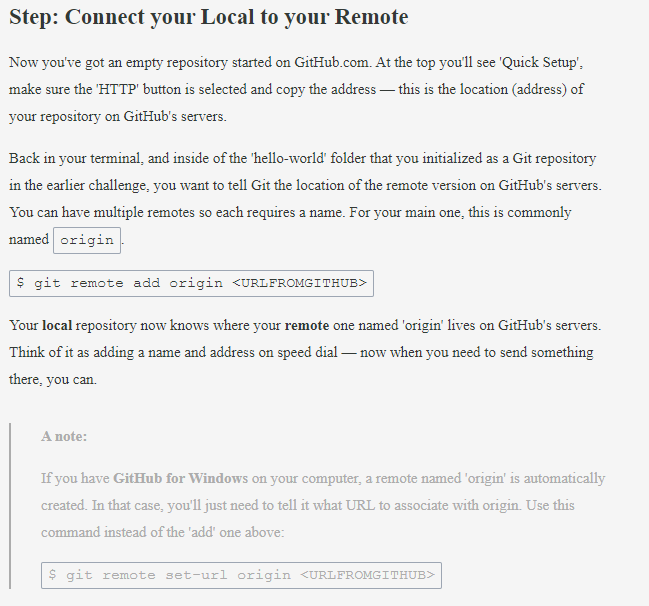 Step: Connect your Local to your Remote
Now you've got an empty repository started on GitHub.com. At the top you'll see 'Quick Setup',
make sure the 'HTTP' button is selected and copy the address — this is the location (address) of
your repository on GitHub's servers.
Back in your terminal, and inside of the 'hello-world' folder that you initialized as a Git repository
in the earlier challenge, you want to tell Git the location of the remote version on GitHub's servers.
You can have multiple remotes so each requires a name. For your main one, this is commonly
named origin.
$ git remote add origin <URLFROMGITHUB>
Your local repository now knows where your remote one named 'origin' lives on GitHub's servers.
Think of it as adding a name and address on speed dial — now when you need to send something
there, you can.
A note:
If you have GitHub for Windows on your computer, a remote named 'origin' is automatically
created. In that case, you'll just need to tell it what URL to associate with origin. Use this
command instead of the 'add' one above:
$ git remote set-url origin <URLFROMGITHUB>